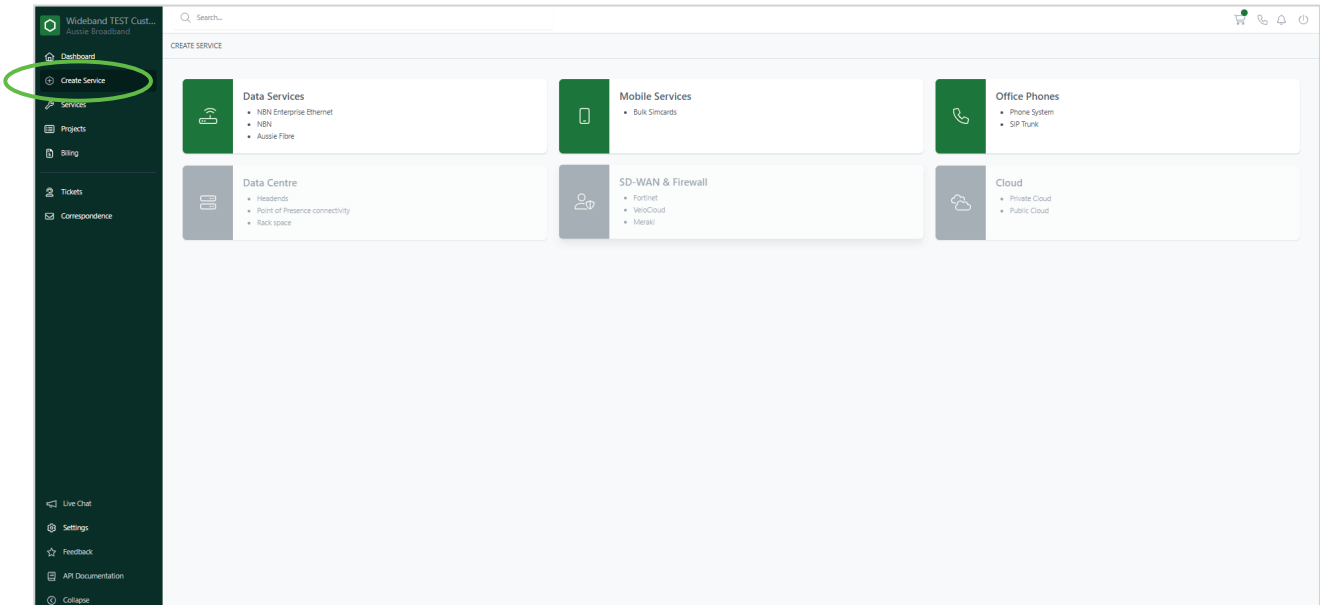 Wideband TEST Cust...
Aussie Broadband
Search...
CREATE SERVICE
Dashboard
Create Service
Services
Projects
Billing
Tickets
Correspondence
Live Chat
Settings
Feedback
API Documentation
Collapse
Data Services
NBN Enterprise Ethernet
NBN
Aussie Fibre
Mobile Services
Bulk Simcards
Office Phones
Phone System
SIP Trunk
Data Centre
Headends
Point of Presence connectivity
Rack space
SD-WAN & Firewall
Fortinet
VeloCloud
Meraki
Cloud
Private Cloud
Public Cloud